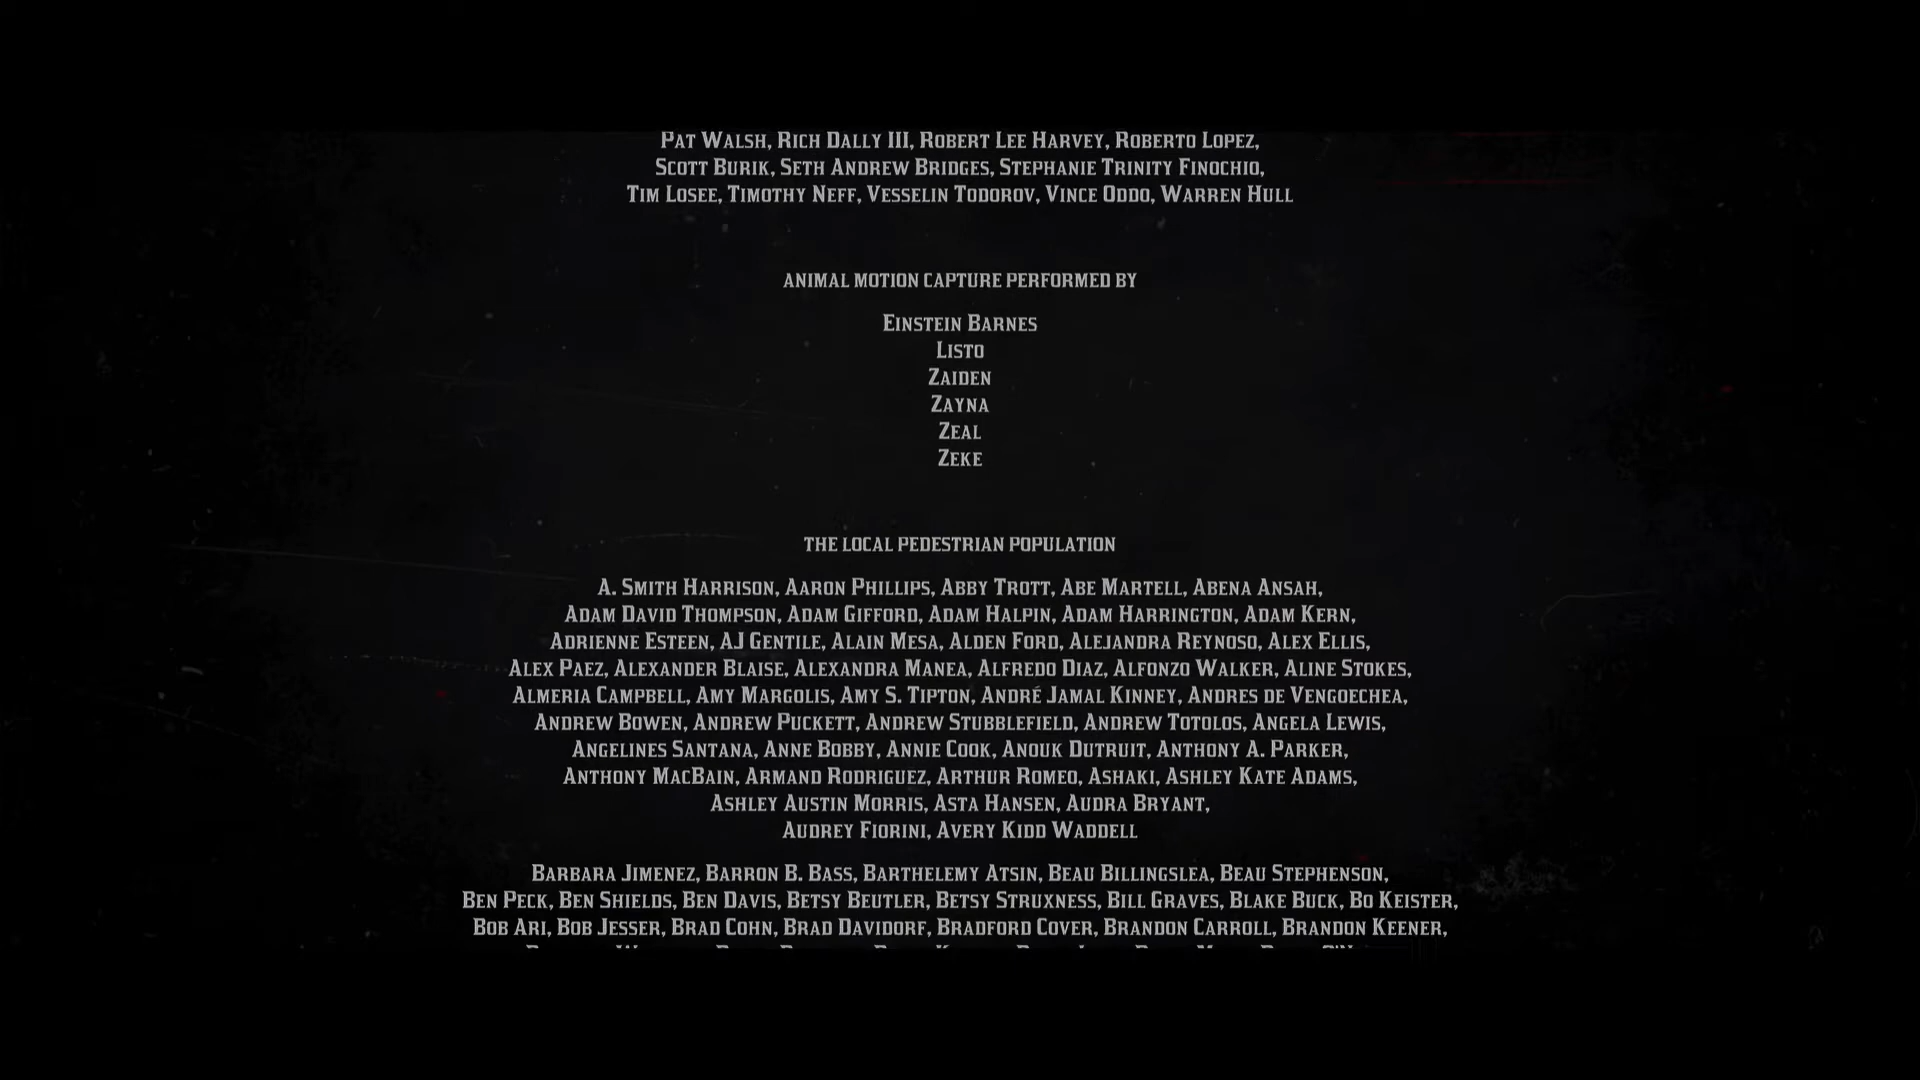 PAT WALSH, RICH DALLY III, ROBERT LEE HARVEY, ROBERTO LOPEZ,
SCOTT BURIK, SETH ANDREW BRIDGES, STEPHANIE TRINITY FINOCHIO,
TIM LOSEE, TIMOTHY NEFF, VESSELIN TODOROV, VINCE ODDO, WARREN HULL
ANIMAL MOTION CAPTURE PERFORMED BY
EINSTEIN BARNES
LISTO
ZAIDEN
ZAYNA
ZEAL
ZEKE
THE LOCAL PEDESTRIAN POPULATION
A. SMITH HARRISON, AARON PHILLIPS, ABBY TROTT, ABE MARTELL, ABENA ANSAH,
ADAM DAVID THOMPSON, ADAM GIFFORD, ADAM HALPIN, ADAM HARRINGTON, ADAM KERN,
ADRIENNE ESTEEN, AJ GENTILE, ALAIN MESA, ALDEN FORD, ALEJANDRA REYNOSO, ALEX ELLIS,
ALEX PAEZ, ALEXANDER BLAISE, ALEXANDRA MANEA, ALFREDO DIAZ, ALFONZO WALKER, ALINE STOKES,
ALMERIA CAMPBELL, AMY MARGOLIS, AMY S. TIPTON, ANDRÉ JAMAL KINNEY, ANDRES DE VENGOECHEA,
ANDREW BOWEN, ANDREW PUCKETT, ANDREW STUBBLEFIELD, ANDREW TOTOLOS, ANGELA LEWIS,
ANGELINES SANTANA, ANNE BOBBY, ANNIE COOK, ANOUK DUTRUIT, ANTHONY A. PARKER,
ANTHONY MACBAIN, ARMAND RODRIGUEZ, ARTHUR ROMEO, ASHAKI, ASHLEY KATE ADAMS,
ASHLEY AUSTIN MORRIS, ASTA HANSEN, AUDRA BRYANT,
AUDREY FIORINI, AVERY KIDD WADDELL
BARBARA JIMENEZ, BARRON B. BASS, BARTHELEMY ATSIN, BEAU BILLINGSLEA, BEAU STEPHENSON,
BEN PECK, BEN SHIELDS, BEN DAVIS, BETSY BEUTLER, BETSY STRUXNESS, BILL GRAVES, BLAKE BUCK, BO KEISTER,
BOB ARI, BOB JESSER, BRAD COHN, BRAD DAVIDORF, BRADFORD COVER, BRANDON CARROLL, BRANDON KEENER,